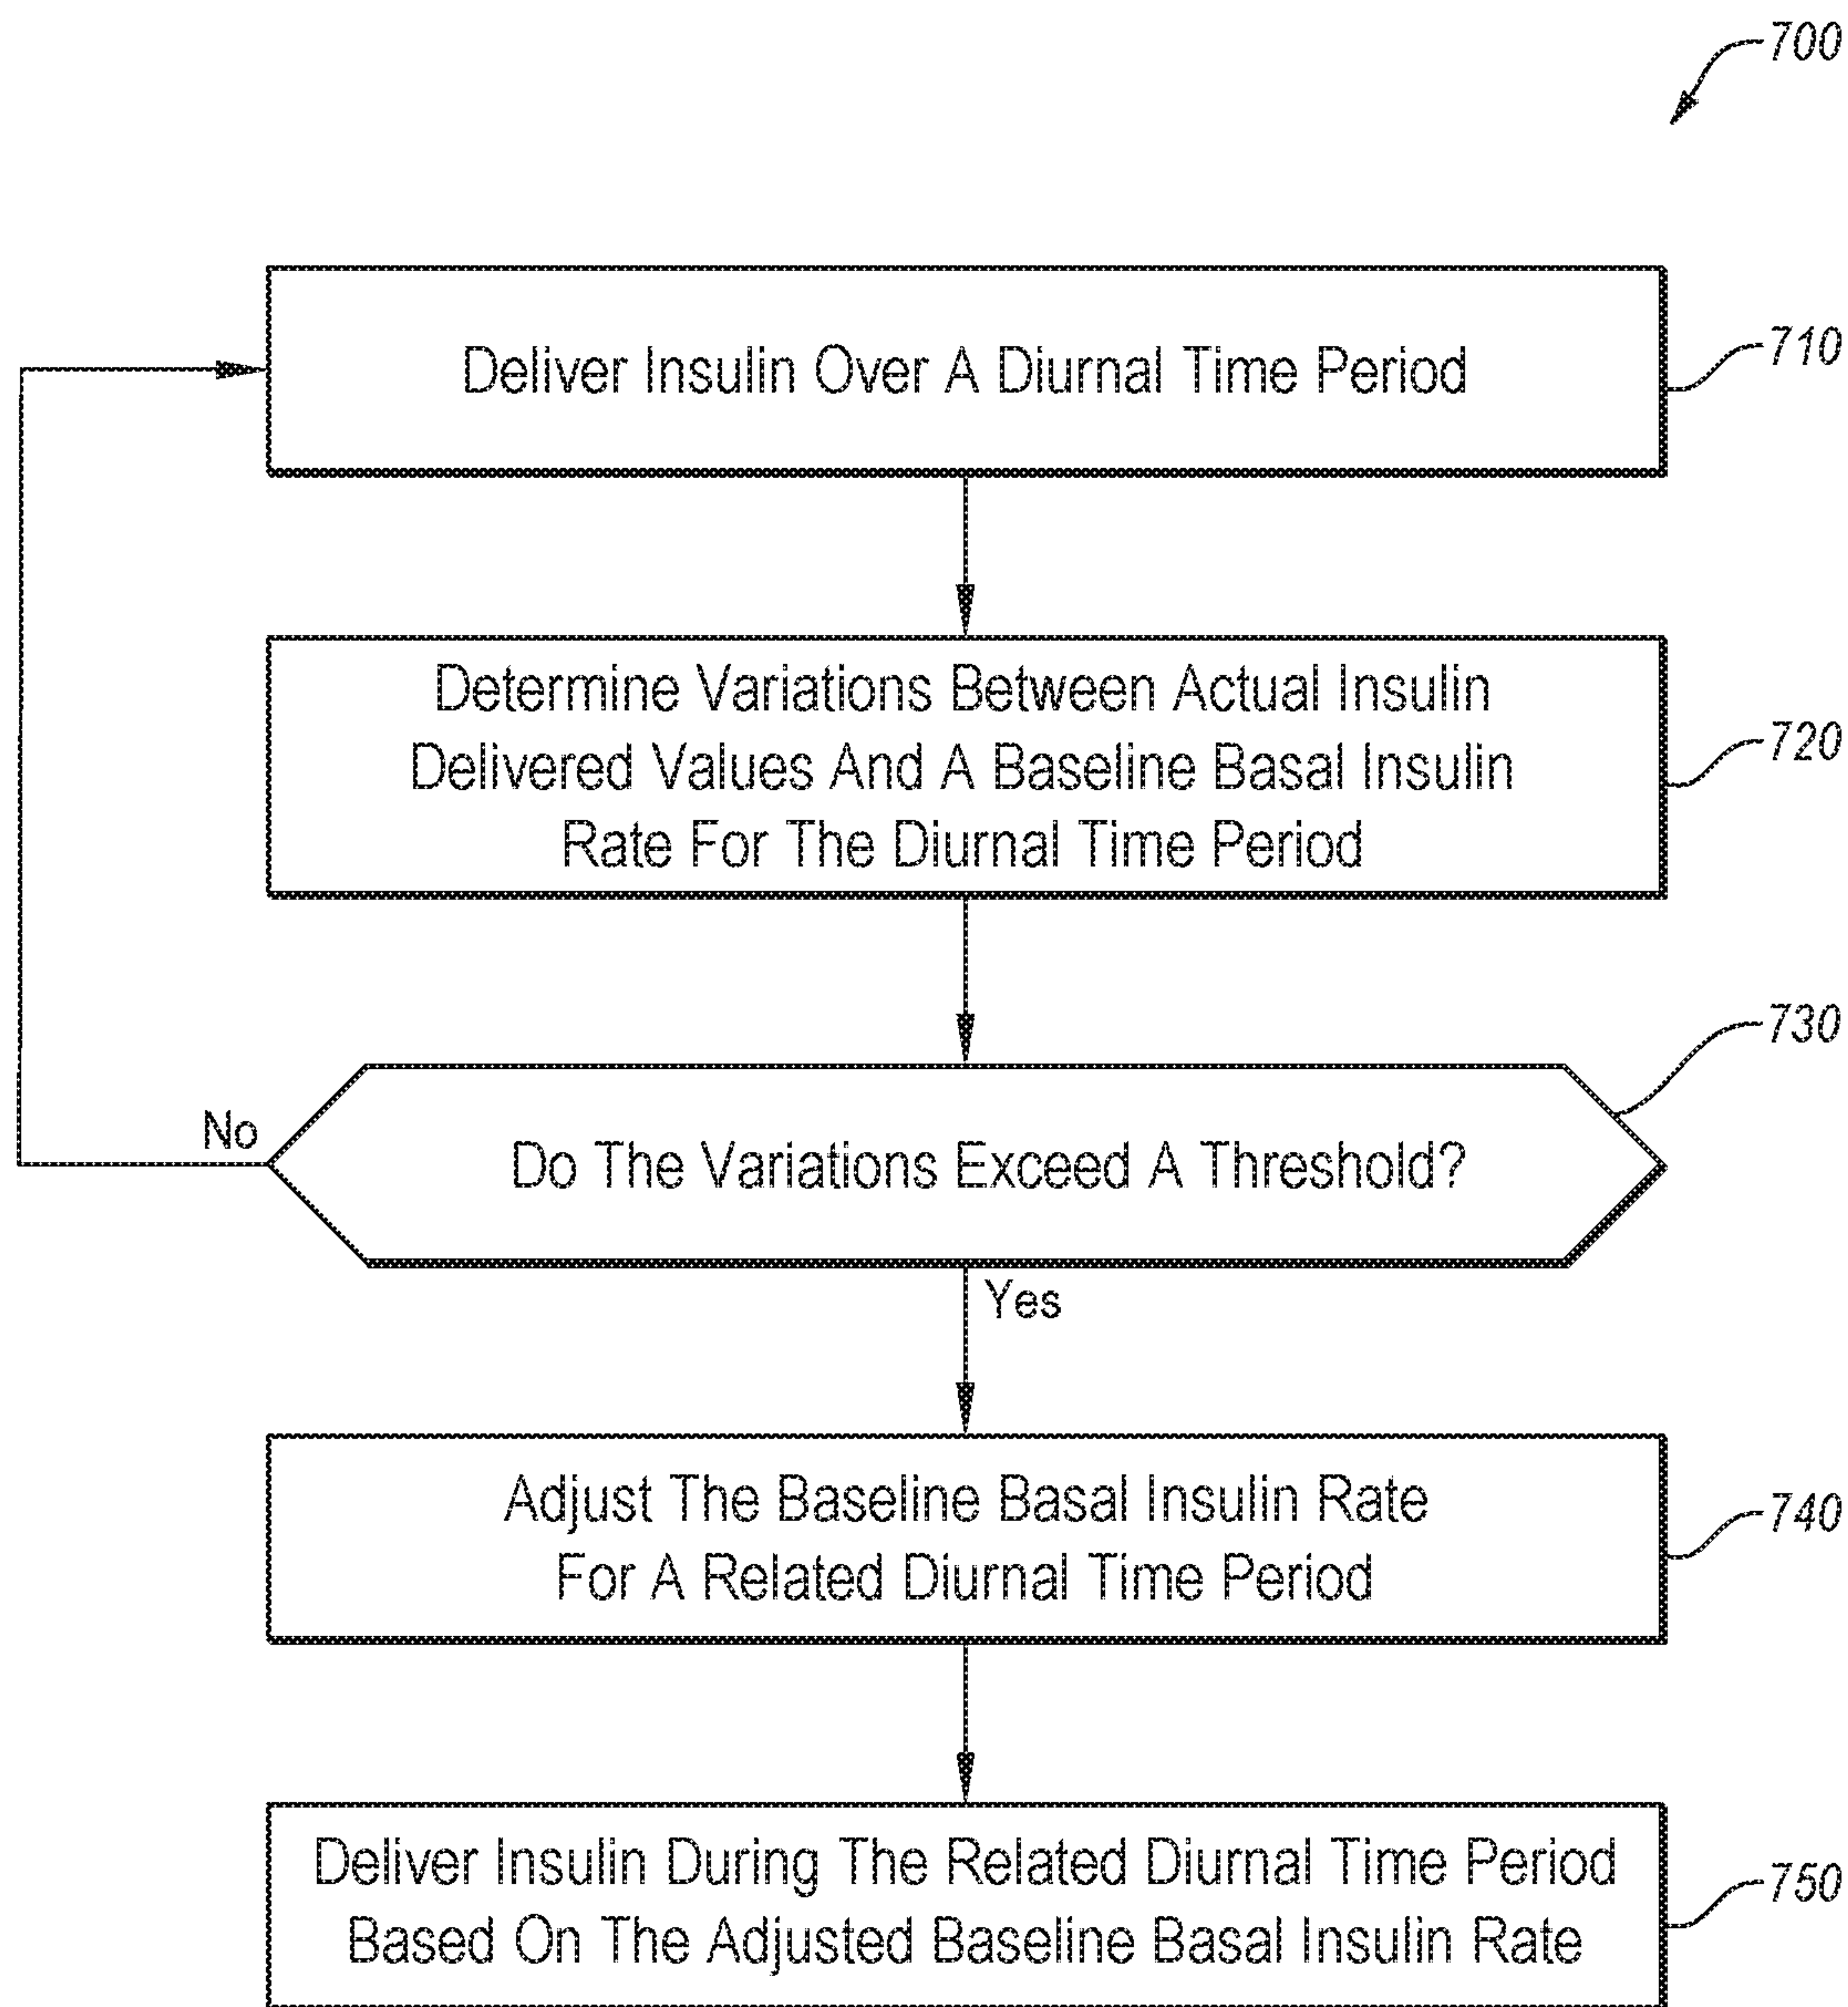 700
Deliver Insulin Over A Diurnal Time Period
710
Determine Variations Between Actual Insulin
Delivered Values And A Baseline Basal Insulin
Rate For The Diurnal Time Period
720
730
No
Do The Variations Exceed A Threshold?
Yes
Adjust The Baseline Basal Insulin Rate
For A Related Diurnal Time Period
740
Deliver Insulin During The Related Diurnal Time Period
Based On The Adjusted Baseline Basal Insulin Rate
750